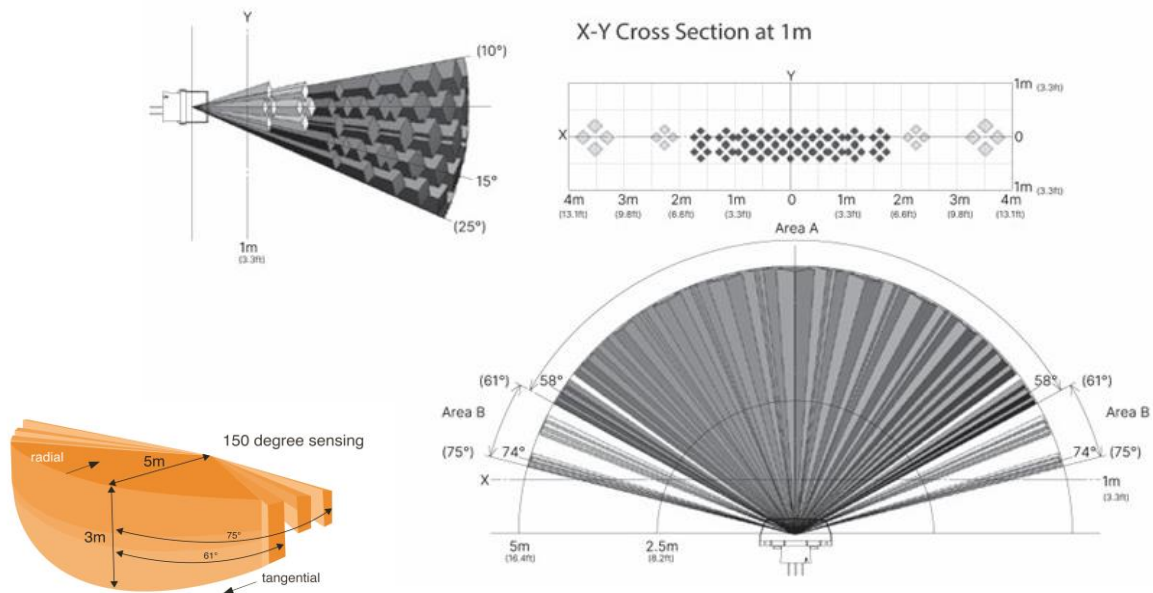 Y
(10°)
15°
(25°)
1m
(3.3ft)
X-Y Cross Section at 1m
Y
1m (3.3ft)
X
0
1m (3.3ft)
4m 3m 2m 1m 0 1m 2m 3m 4m
(13.1ft) (9.8ft) (6.6ft) (3.3ft) (3.3ft) (6.6ft) (9.8ft) (13.1ft)
Area A
(61°) 58° 58° (61°)
Area B Area B
(75°) 74° 74° (75°)
X 1m
(3.3ft)
5m 2.5m
(16.4ft) (8.2ft)
150 degree sensing
radial
5m
3m
75°
61°
tangential